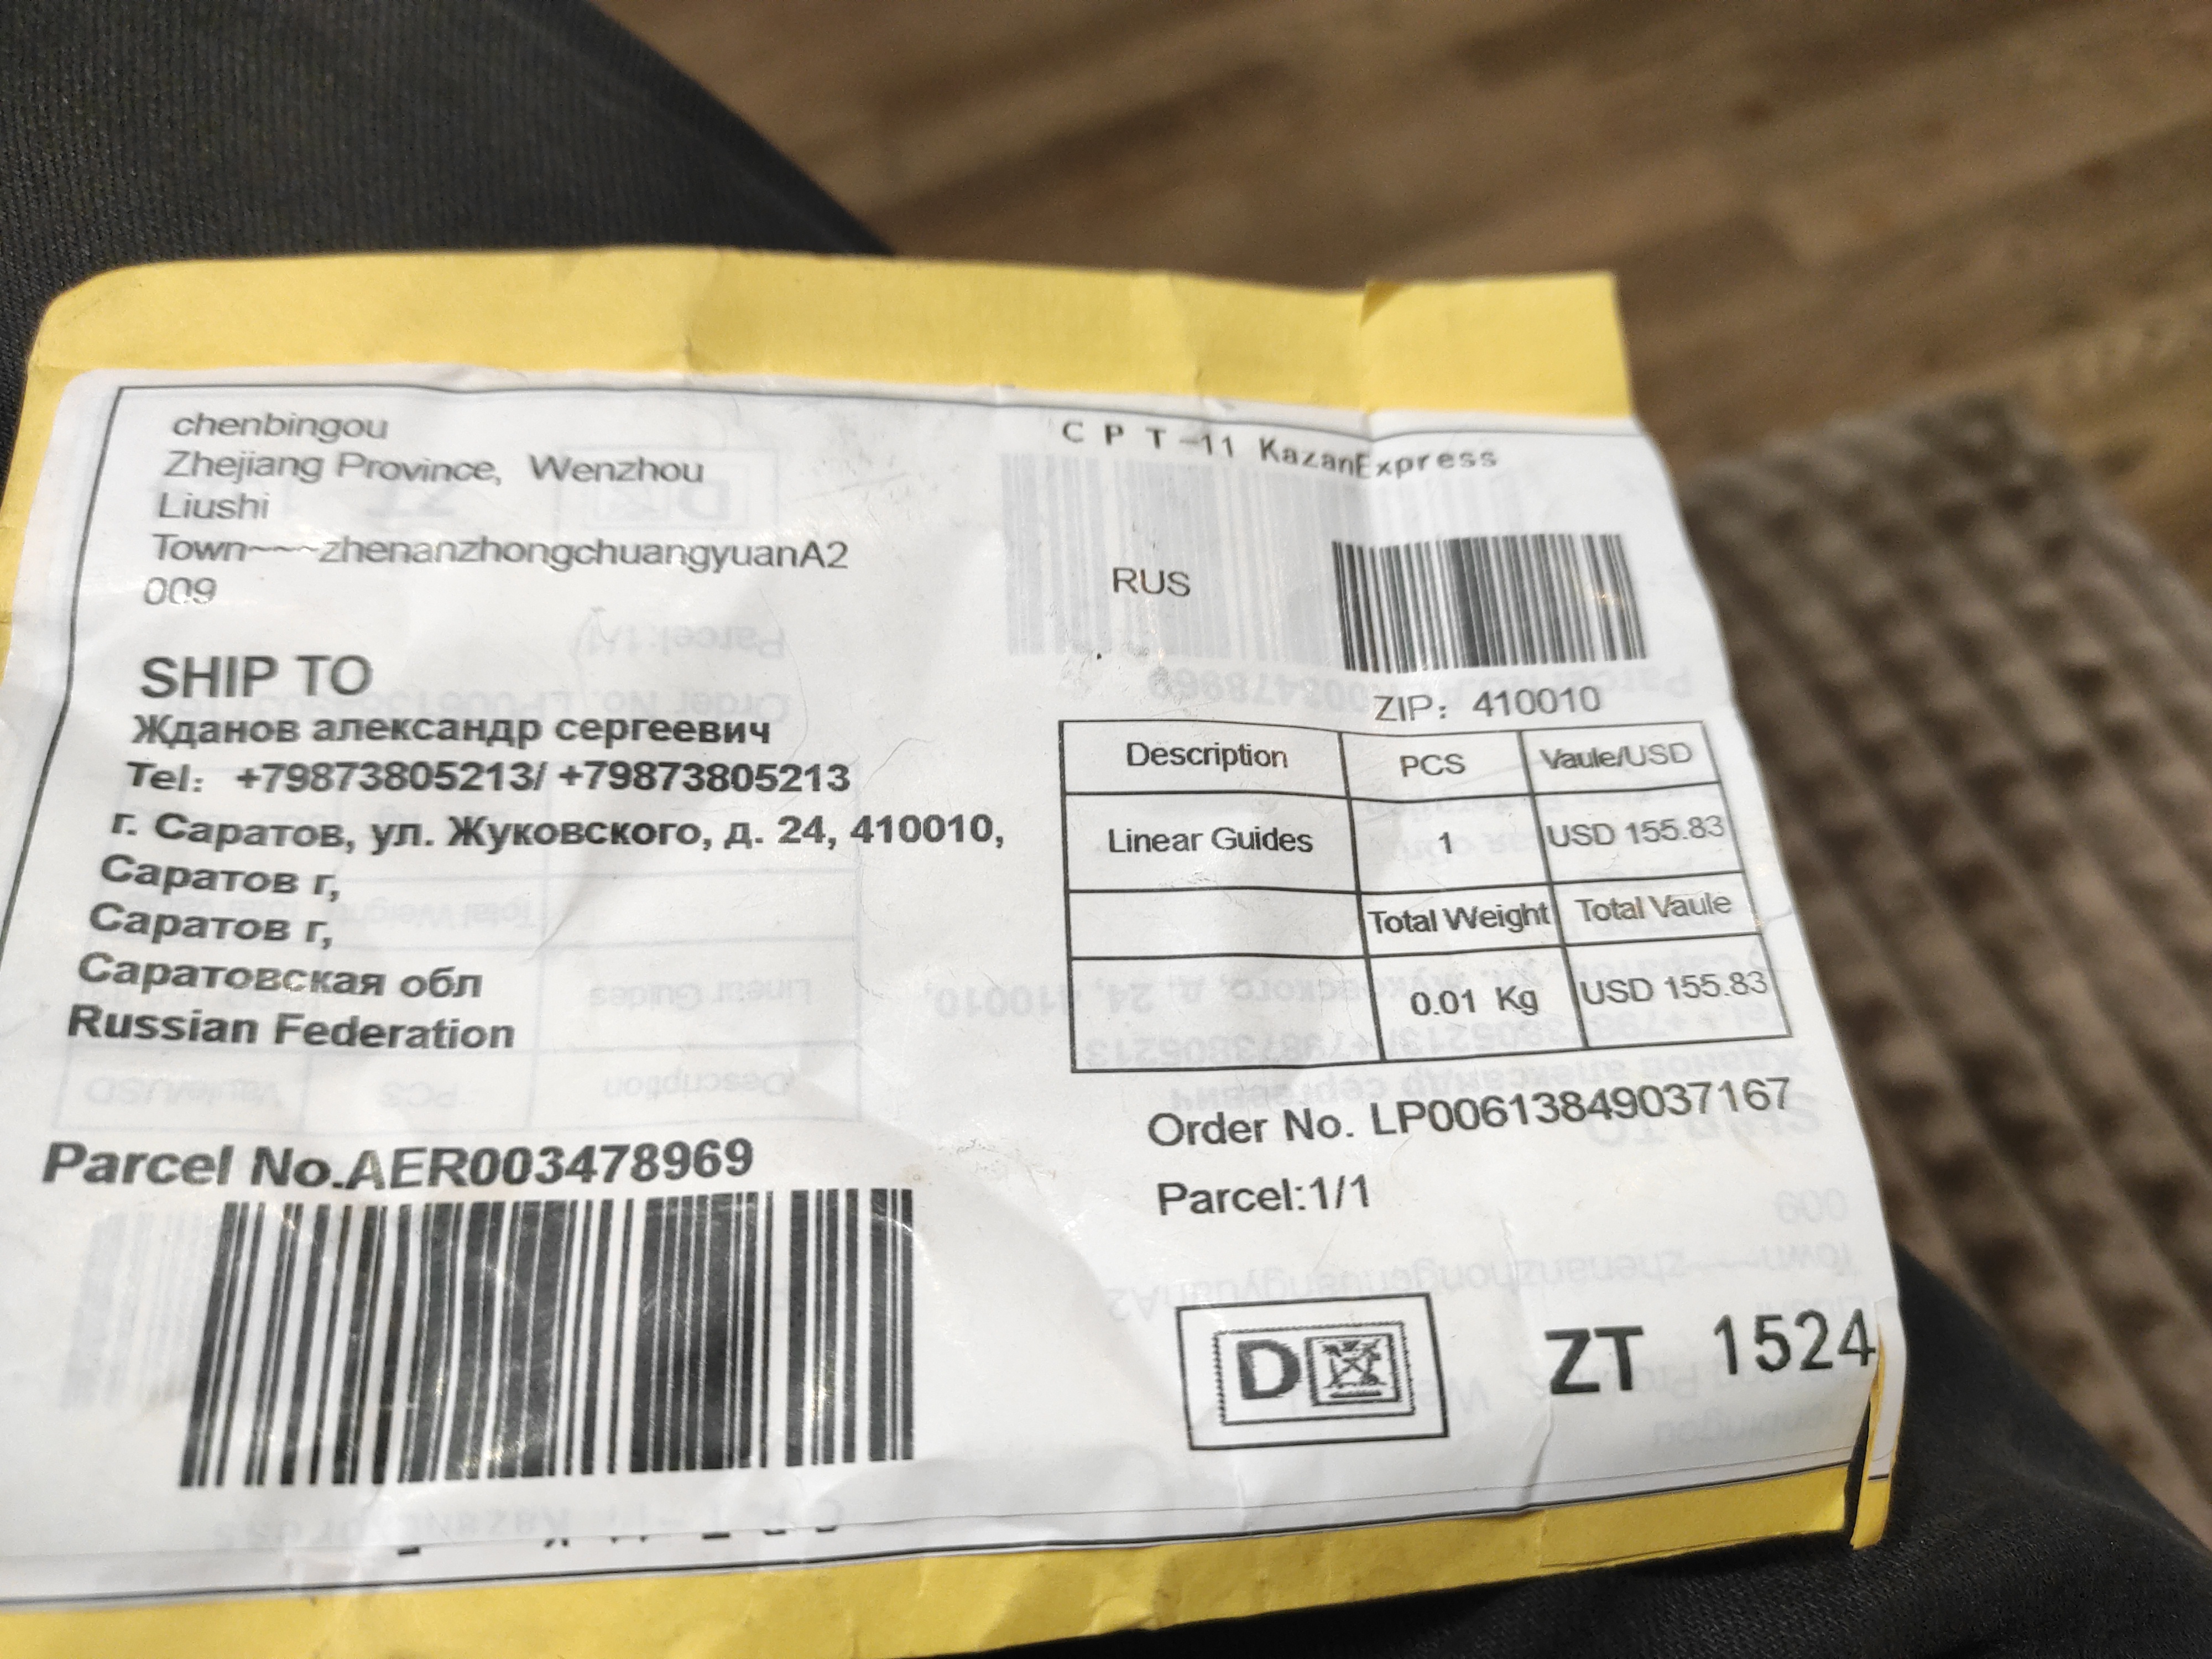 chenbingou
Zhejiang Province, Wenzhou
Liushi
Town~~~zhenanzhongchuangyuanA2
009
SHIP TO
Жданов александр сергеевич
Tel: +79873805213/ +79873805213
г. Саратов, ул. Жуковского, д. 24, 410010,
Саратов г,
Саратов г,
Саратовская обл
Russian Federation
Parcel No.AER003478969
C P T-11 KazanExpress
RUS
ZIP: 410010
Description PCS Vaule/USD
Linear Guides 1 USD 155.83
Total Weight Total Vaule
0.01 Kg USD 155.83
Order No. LP00613849037167
Parcel:1/1
D
ZT 1524